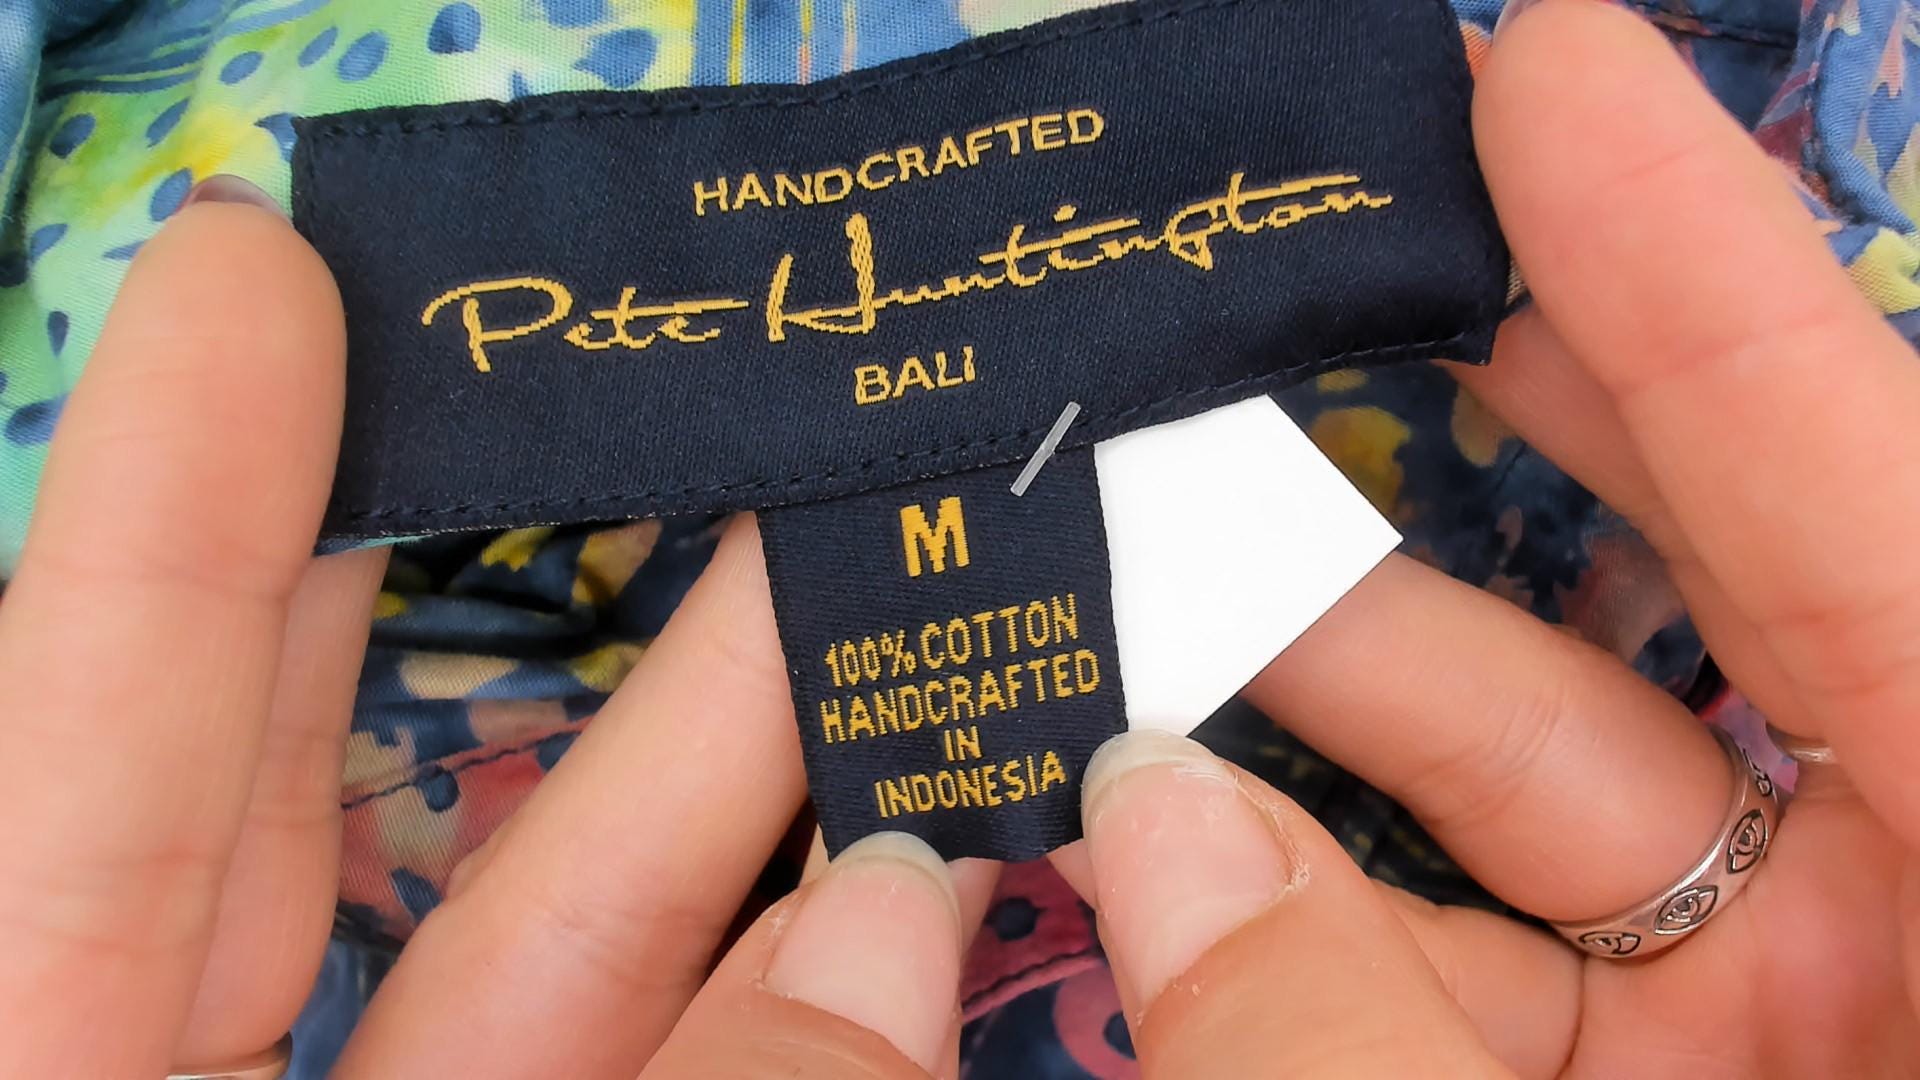 HANDCRAFTED
Pete Huntington
BALI
M
100% COTTON
HANDCRAFTED
IN
INDONESIA